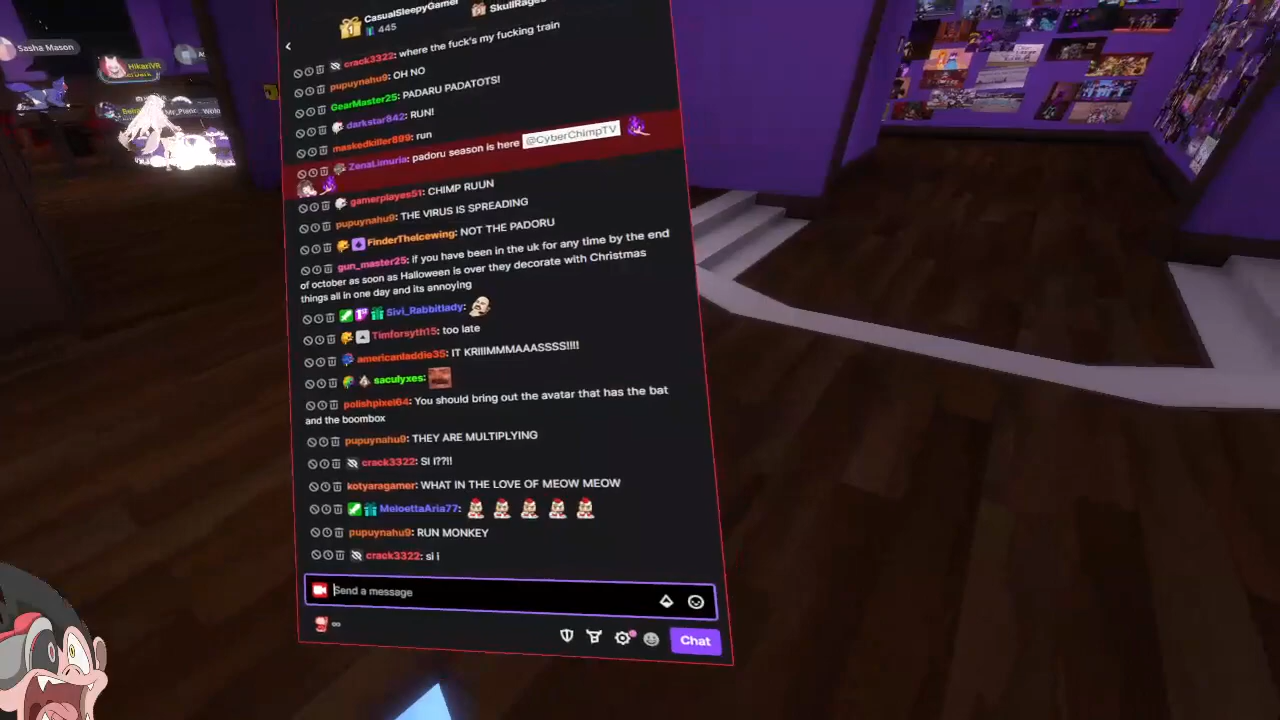 CasualSleepyGamer
SkullRages
1
445
Sasha Mason
HikariVR
crack3322: where the fuck's my fucking train
pupuynahu9: OH NO
GearMaster25: PADARU PADATOTS!
darkstar842: RUN!
maskedkiller899: run
ZenaLimuria: padoru season is here @CyberChimpTV
gamerplayes51: CHIMP RUUN
pupuynahu9: THE VIRUS IS SPREADING
FinderTheIcewing: NOT THE PADORU
gun_master25: if you have been in the uk for any time by the end
of october as soon as Halloween is over they decorate with Christmas
things all in one day and its annoying
Sivi_Rabbitlady:
Timforsyth15: too late
americanladdie35: IT KRIIIMMMAAASSSS!!!!
saculyxes:
polishpixel64: You should bring out the avatar that has the bat
and the boombox
pupuynahu9: THEY ARE MULTIPLYING
crack3322: SI I??!!
kotyaragamer: WHAT IN THE LOVE OF MEOW MEOW
MeloettaAria77:
pupuynahu9: RUN MONKEY
crack3322: si i
Send a message
∞
Chat